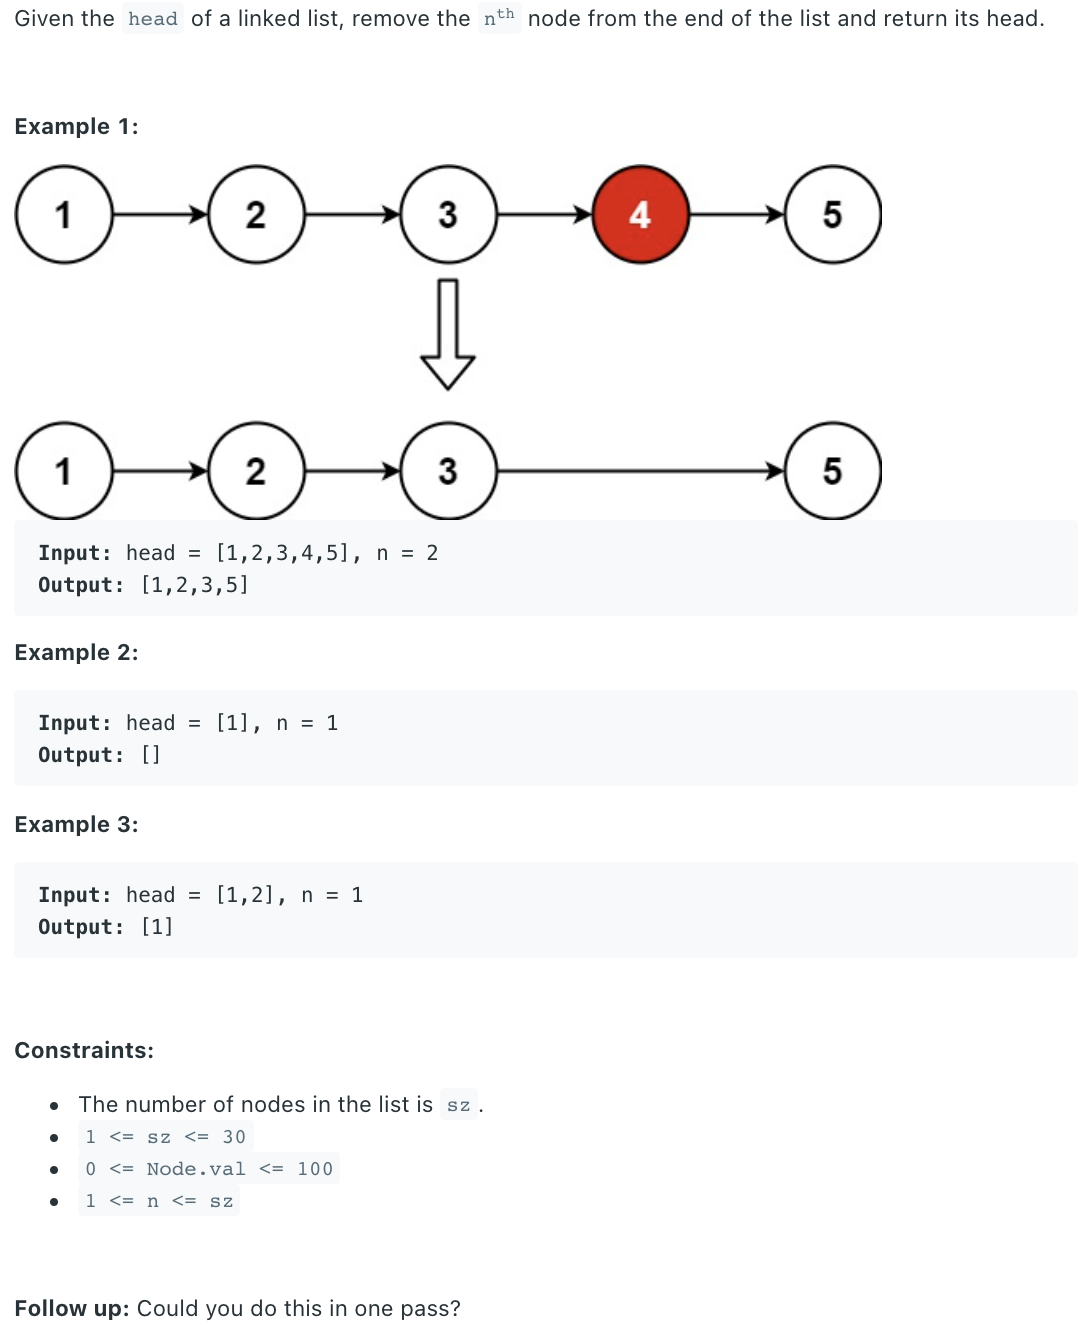 Given the head of a linked list, remove the nth node from the end of the list and return its head.
Example 1:
1 2 3 4 5
1 2 3 5
Input: head = [1,2,3,4,5], n = 2
Output: [1,2,3,5]
Example 2:
Input: head = [1], n = 1
Output: []
Example 3:
Input: head = [1,2], n = 1
Output: [1]
Constraints:
• The number of nodes in the list is sz .
• 1 <= sz <= 30
• 0 <= Node.val <= 100
• 1 <= n <= sz
Follow up: Could you do this in one pass?